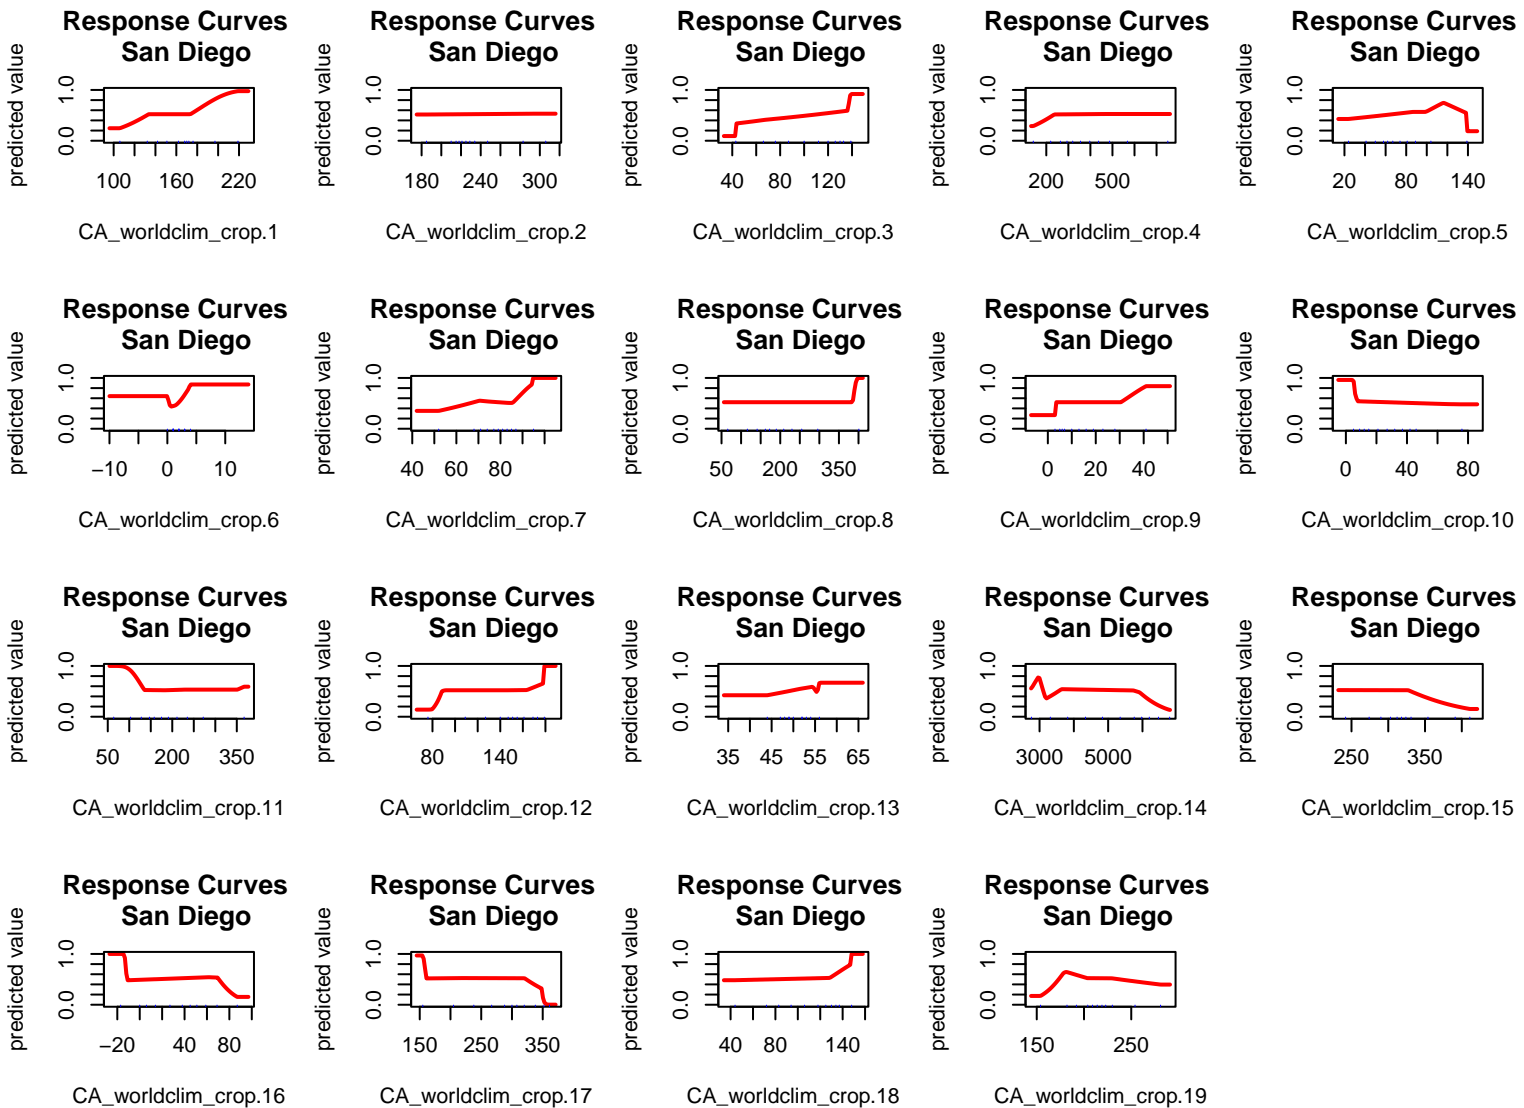 Response Curves
San Diego
predicted value
0.0 1.0
100 160 220
CA_worldclim_crop.1
Response Curves
San Diego
predicted value
0.0 1.0
180 240 300
CA_worldclim_crop.2
Response Curves
San Diego
predicted value
0.0 1.0
40 80 120
CA_worldclim_crop.3
Response Curves
San Diego
predicted value
0.0 1.0
200 500
CA_worldclim_crop.4
Response Curves
San Diego
predicted value
0.0 1.0
20 80 140
CA_worldclim_crop.5
Response Curves
San Diego
predicted value
0.0 1.0
−10 0 10
CA_worldclim_crop.6
Response Curves
San Diego
predicted value
0.0 1.0
40 60 80
CA_worldclim_crop.7
Response Curves
San Diego
predicted value
0.0 1.0
50 200 350
CA_worldclim_crop.8
Response Curves
San Diego
predicted value
0.0 1.0
0 20 40
CA_worldclim_crop.9
Response Curves
San Diego
predicted value
0.0 1.0
0 40 80
CA_worldclim_crop.10
Response Curves
San Diego
predicted value
0.0 1.0
50 200 350
CA_worldclim_crop.11
Response Curves
San Diego
predicted value
0.0 1.0
80 140
CA_worldclim_crop.12
Response Curves
San Diego
predicted value
0.0 1.0
35 45 55 65
CA_worldclim_crop.13
Response Curves
San Diego
predicted value
0.0 1.0
3000 5000
CA_worldclim_crop.14
Response Curves
San Diego
predicted value
0.0 1.0
250 350
CA_worldclim_crop.15
Response Curves
San Diego
predicted value
0.0 1.0
−20 40 80
CA_worldclim_crop.16
Response Curves
San Diego
predicted value
0.0 1.0
150 250 350
CA_worldclim_crop.17
Response Curves
San Diego
predicted value
0.0 1.0
40 80 140
CA_worldclim_crop.18
Response Curves
San Diego
predicted value
0.0 1.0
150 250
CA_worldclim_crop.19